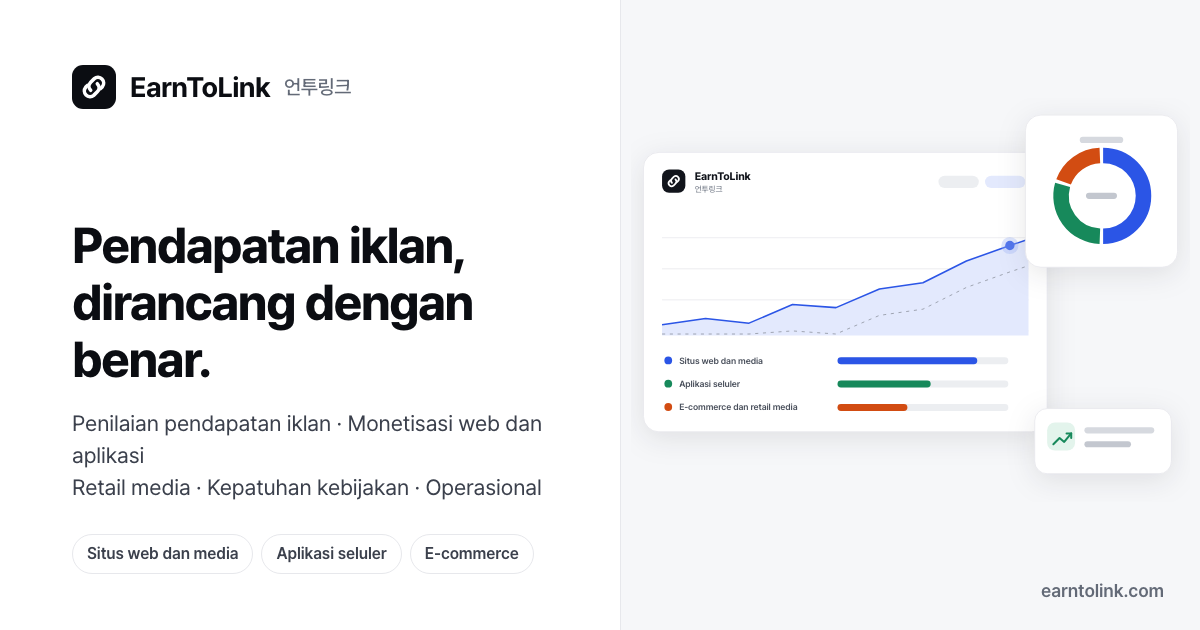 EarnToLink 언투링크
Pendapatan iklan,
dirancang dengan
benar.
Penilaian pendapatan iklan · Monetisasi web dan
aplikasi
Retail media · Kepatuhan kebijakan · Operasional
Situs web dan media
Aplikasi seluler
E-commerce
EarnToLink
언투링크
Situs web dan media
Aplikasi seluler
E-commerce dan retail media
earntolink.com